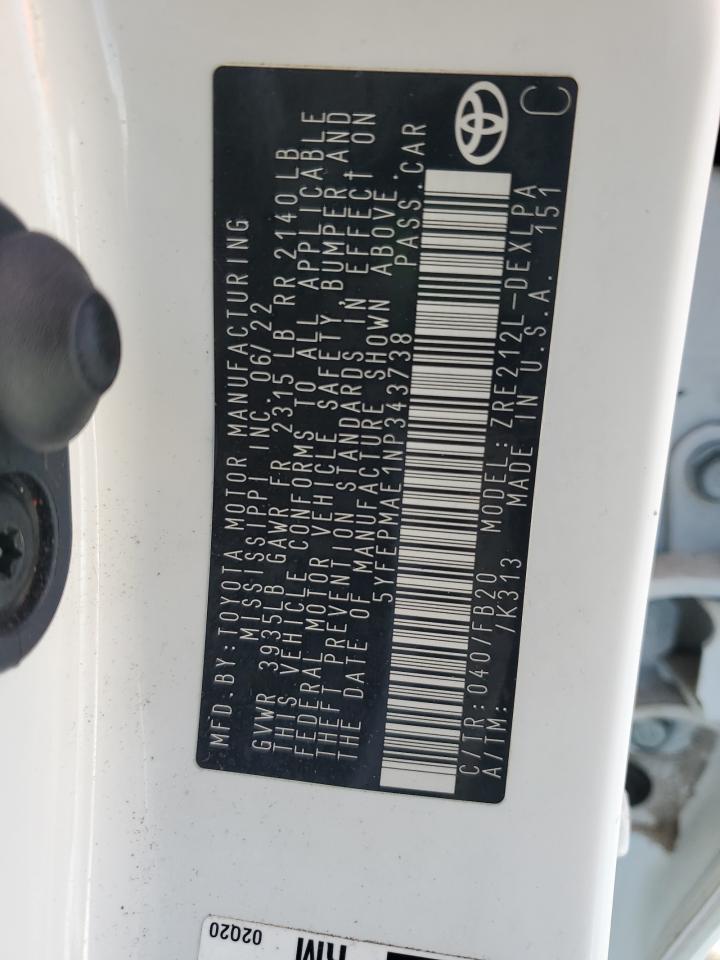 MFD.BY:TOYOTA MOTOR MANUFACTURING
MISSISSIPPI INC. 06/22
GVWR 3935LB GAWR FR 2315 LB RR 2140 LB
THIS VEHICLE CONFORMS TO ALL APPLICABLE
FEDERAL MOTOR VEHICLE SAFETY, BUMPER, AND
THEFT PREVENTION STANDARDS IN EFFECT ON
THE DATE OF MANUFACTURE SHOWN ABOVE.
5YFEPMAE1NP343738 PASS.CAR
C/TR:040/FB20 MODEL:ZRE212L-DEXLPA
A/TM: /K313 MADE IN U.S.A. 151
C
02Q20
RM